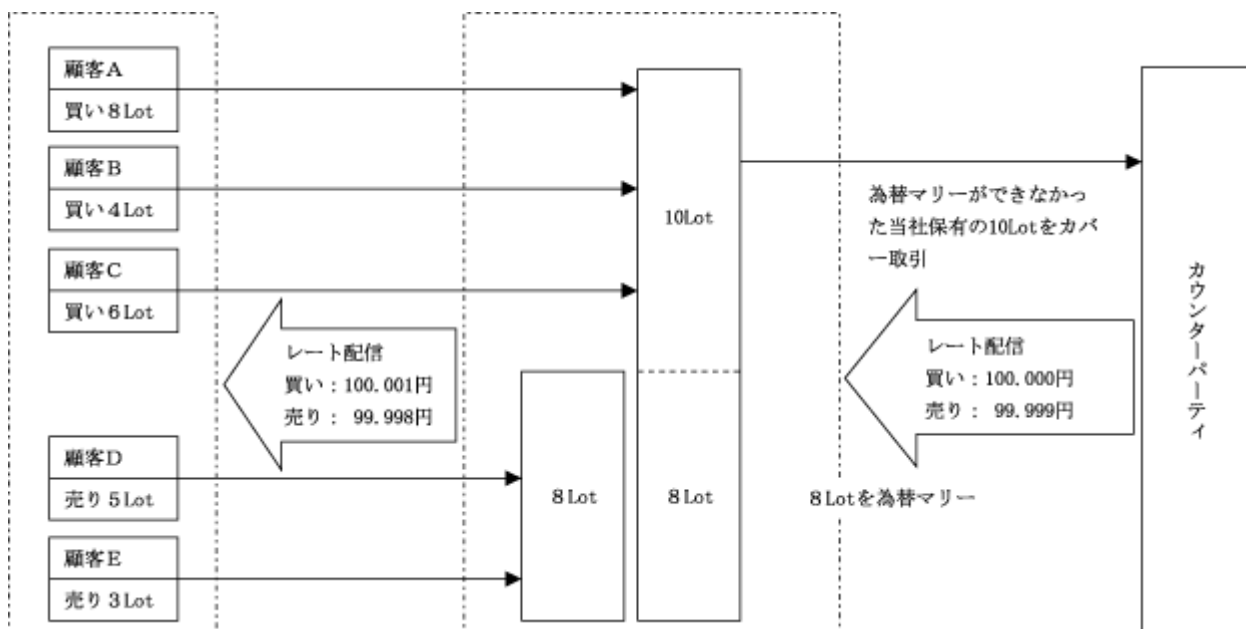 顧客A
買い8Lot
顧客B
買い4Lot
顧客C
買い6Lot
顧客D
売り5Lot
顧客E
売り3Lot
レート配信
買い:100.001円
売り: 99.998円
8Lot
10Lot
8Lot
為替マリーができなかっ
た当社保有の10Lotをカバ
ー取引
レート配信
買い:100.000円
売り: 99.999円
8Lotを為替マリー
カウンターパーティ